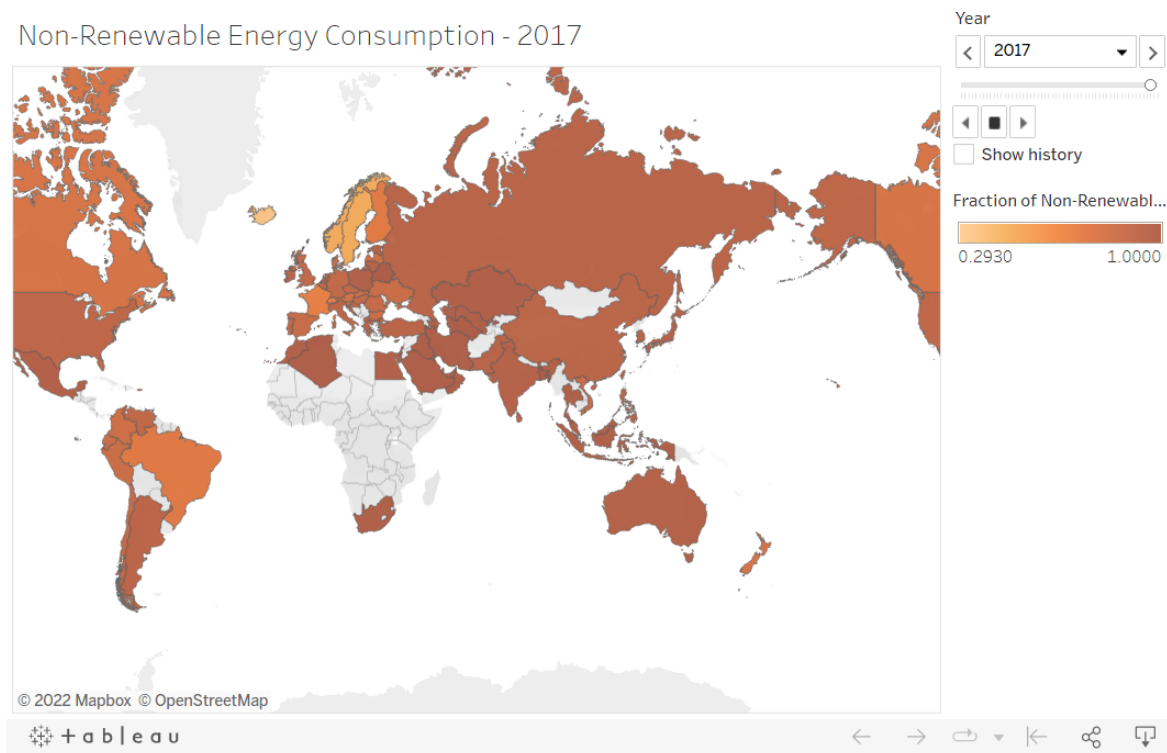 Non-Renewable Energy Consumption - 2017
Year
2017
Show history
Fraction of Non-Renewabl...
0.2930 1.0000
© 2022 Mapbox © OpenStreetMap
+ a b | e a u